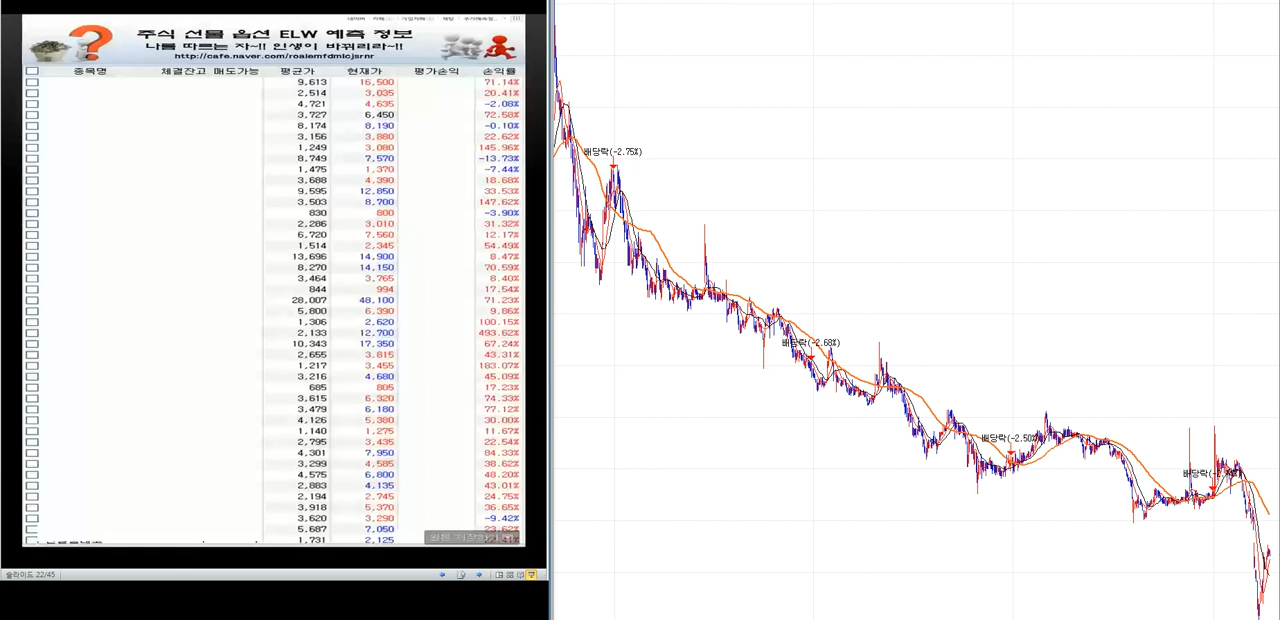 주식 선물 옵션 ELW 예측 정보
나를 따르는 자~!! 인생이 바뀌리라~!!
http://cafe.naver.com/roalemfdmlcjsrnr
종목명 체결잔고 매도가능 평균가 현재가 평가손익 손익률
9,613 16,500 71.14%
2,514 3,035 20.41%
4,721 4,635 -2.08%
3,727 6,450 72.58%
8,174 8,190 -0.10%
3,156 3,880 22.62%
1,249 3,080 145.96%
8,749 7,570 -13.73%
1,475 1,370 -7.44%
3,688 4,390 18.68%
9,595 12,850 33.53%
3,503 8,700 147.62%
830 800 -3.90%
2,286 3,010 31.32%
6,720 7,560 12.17%
1,514 2,345 54.49%
13,696 14,900 8.47%
8,270 14,150 70.59%
3,464 3,765 8.40%
844 994 17.54%
28,007 48,100 71.23%
5,800 6,390 9.86%
1,306 2,620 100.15%
2,133 12,700 493.62%
10,343 17,350 67.24%
2,655 3,815 43.31%
1,217 3,455 183.07%
3,216 4,680 45.09%
685 805 17.23%
3,615 6,320 74.33%
3,479 6,180 77.12%
4,126 5,380 30.00%
1,140 1,275 11.67%
2,795 3,435 22.54%
4,301 7,950 84.33%
3,299 4,585 38.62%
4,575 6,800 48.20%
2,883 4,135 43.01%
2,194 2,745 24.75%
3,918 5,370 36.65%
3,620 3,290 -9.42%
5,687 7,050 23.62%
1,731 2,125 22.41%
슬라이드 22/45
배당락(-2.75%)
배당락(-2.68%)
배당락(-2.50%)